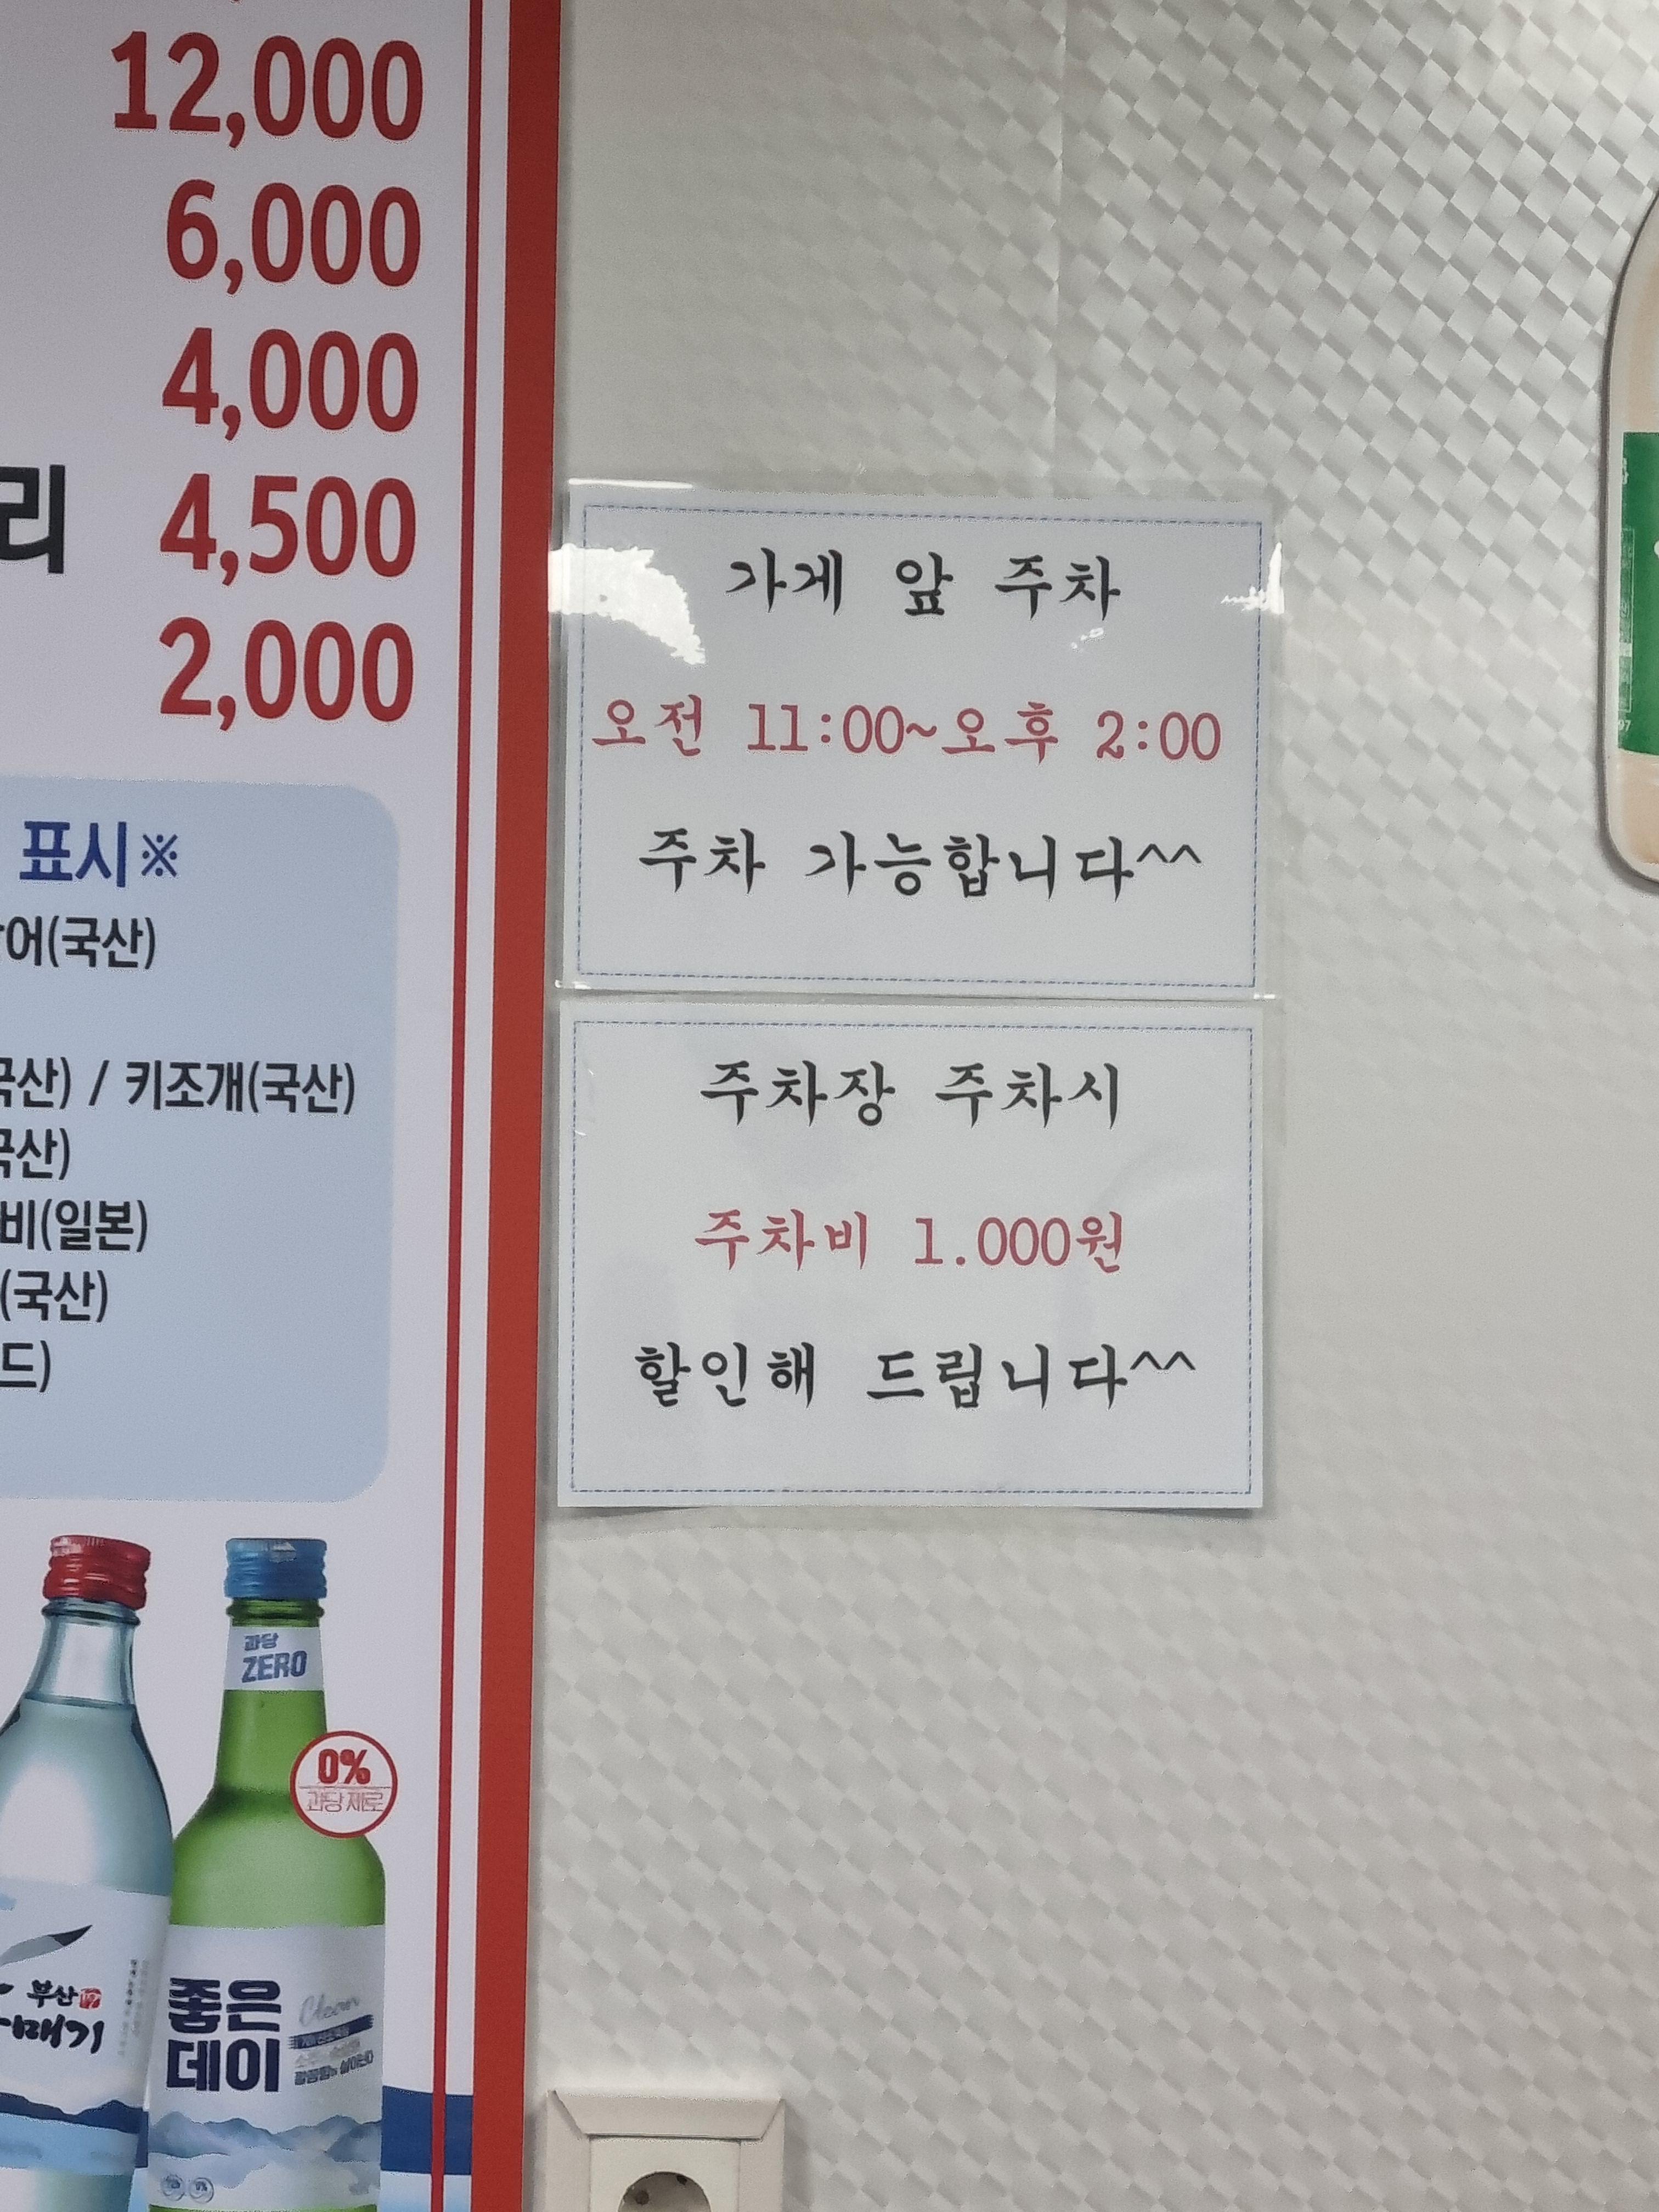 12,000
6,000
4,000
리 4,500
2,000
표시※
어(국산)
국산) / 키조개(국산)
국산)
비(일본)
(국산)
드)
과당
ZERO
0%
과당제로
부산
매기
좋은
데이
Clean
가게 앞 주차
오전 11:00~오후 2:00
주차 가능합니다^^
주차장 주차시
주차비 1.000원
할인해 드립니다^^
97